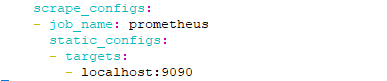 scrape_configs:
- job_name: prometheus
static_configs:
- targets:
- localhost:9090